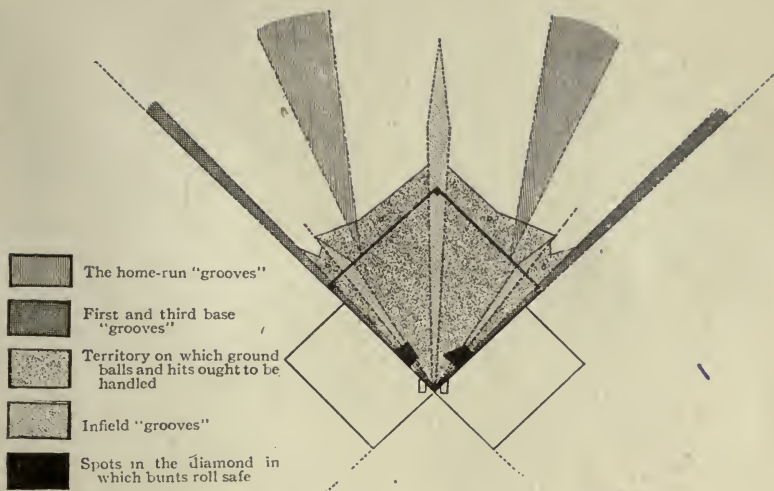 The home-run "grooves"
First and third base
"grooves"
Territory on which ground
balls and hits ought to be
handled
Infield "grooves"
Spots in the diamond in
which bunts roll safe